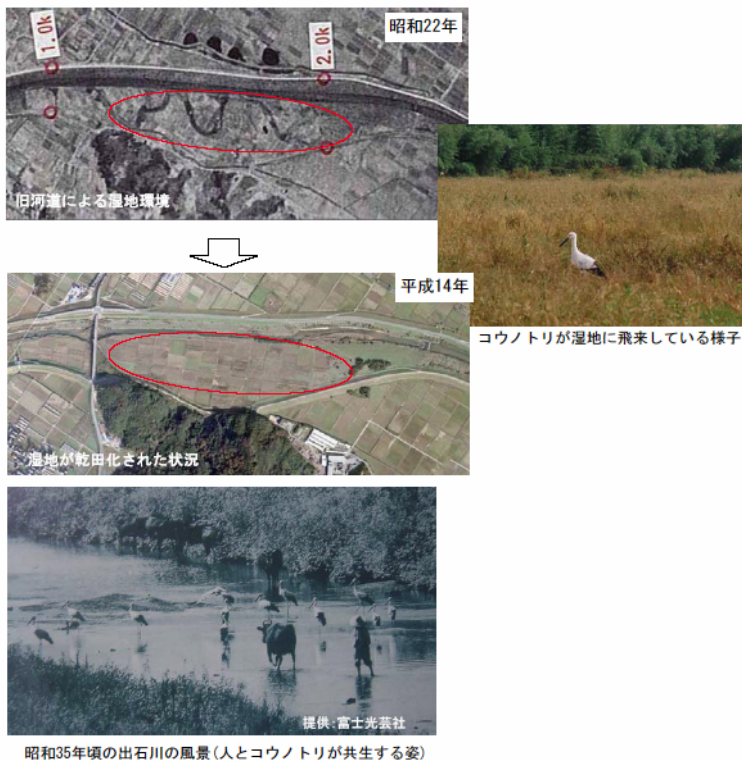 昭和22年
1.0k
2.0k
旧河道による湿地環境
コウノトリが湿地に飛来している様子
平成14年
湿地が乾田化された状況
提供:富士光芸社
昭和35年頃の出石川の風景(人とコウノトリが共生する姿)